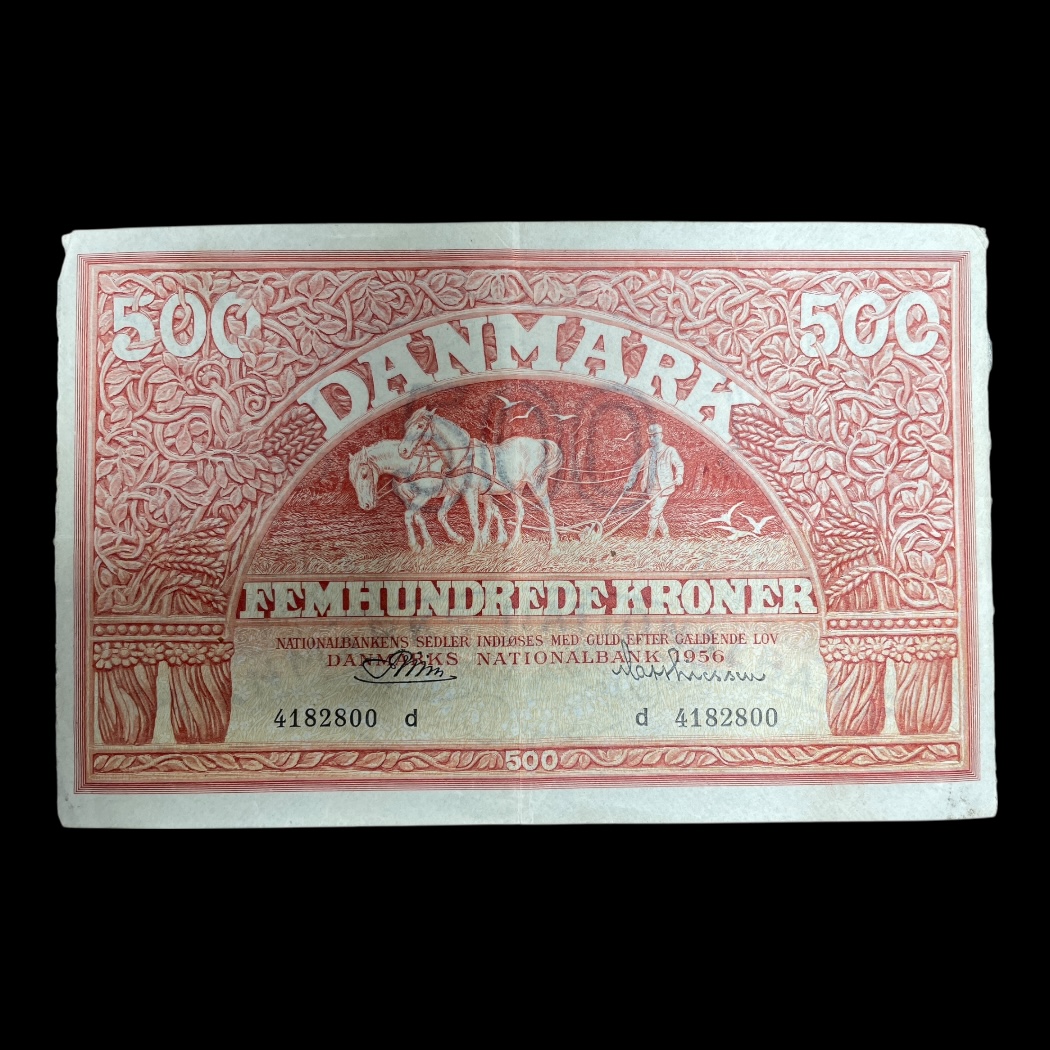 500 500
DANMARK
FEMHUNDREDE KRONER
NATIONALBANKENS SEDLER INDLØSES MED GULD EFTER GÆLDENDE LOV
DANMARKS NATIONALBANK 1956
4182800 d d 4182800
500